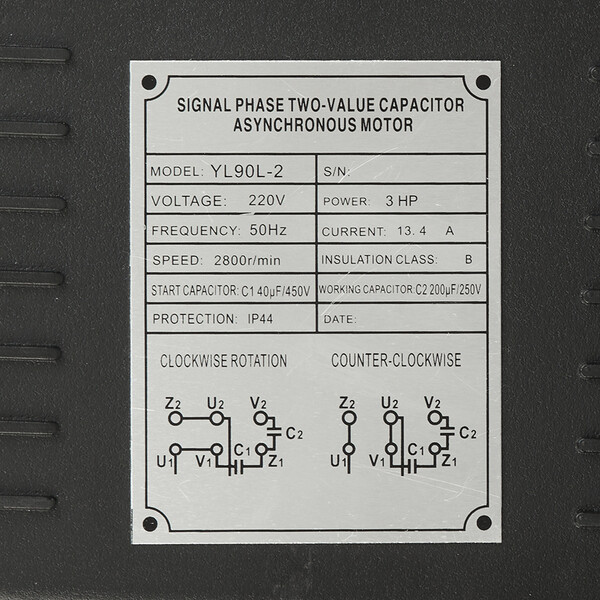 SIGNAL PHASE TWO-VALUE CAPACITOR
ASYNCHRONOUS MOTOR
MODEL: YL90L-2 S/N:
VOLTAGE: 220V POWER: 3 HP
FREQUENCY: 50Hz CURRENT: 13.4 A
SPEED: 2800r/min INSULATION CLASS: B
START CAPACITOR: C1 40μF/450V WORKING CAPACITOR: C2 200μF/250V
PROTECTION: IP44 DATE:
CLOCKWISE ROTATION COUNTER-CLOCKWISE
Z2 U2 V2 Z2 U2 V2
C2 C2
U1 V1 C1 Z1 U1 V1 C1 Z1